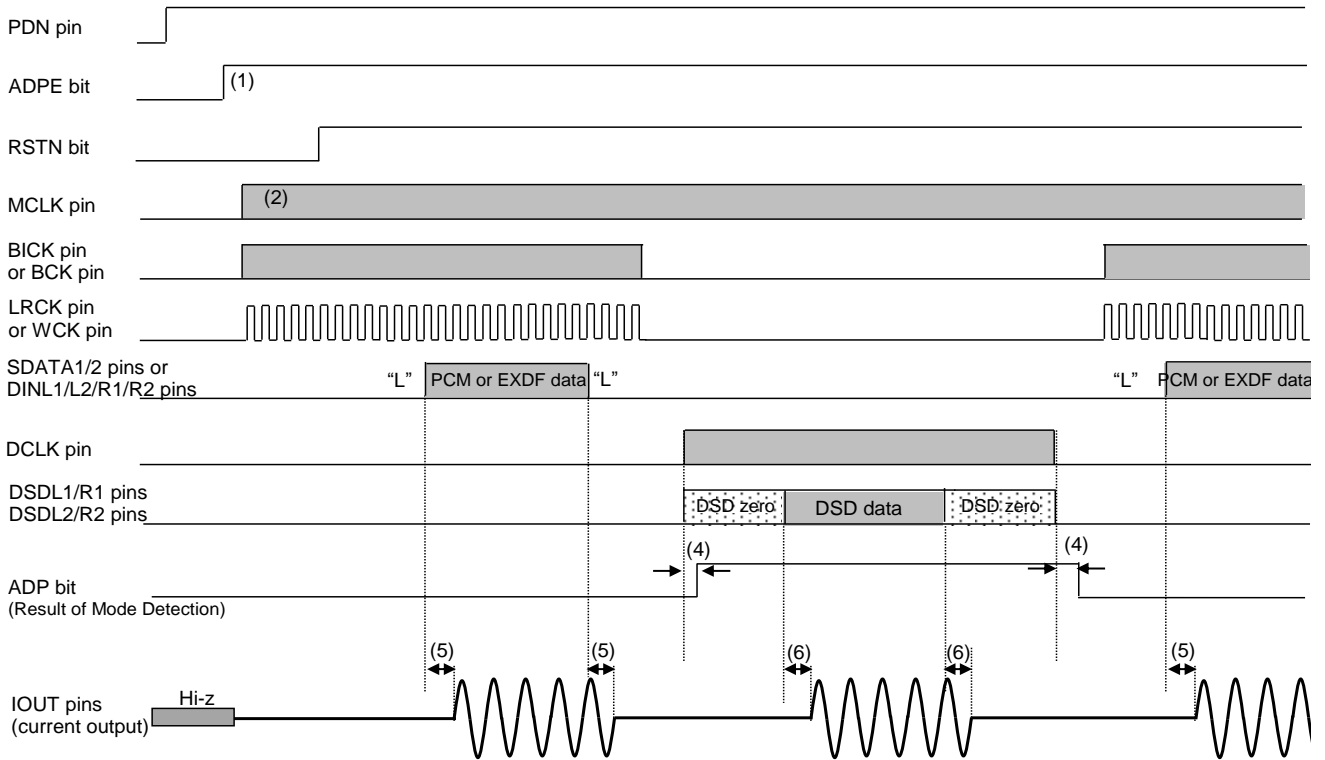 PDN pin
ADPE bit
(1)
RSTN bit
MCLK pin
(2)
BICK pin
or BCK pin
LRCK pin
or WCK pin
SDATA1/2 pins or
DINL1/L2/R1/R2 pins
“L”
PCM or EXDF data
“L”
“L”
PCM or EXDF data
DCLK pin
DSDL1/R1 pins
DSDL2/R2 pins
DSD zero
DSD data
DSD zero
(4)
(4)
ADP bit
(Result of Mode Detection)
(5)
(5)
(6)
(6)
(5)
IOUT pins
(current output)
Hi-z